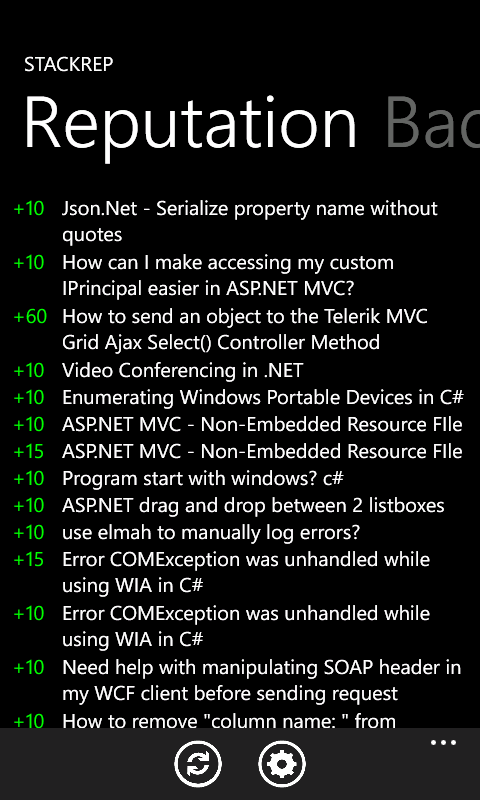 STACKREP
Reputation Bac
+10 Json.Net - Serialize property name without
quotes
+10 How can I make accessing my custom
IPrincipal easier in ASP.NET MVC?
+60 How to send an object to the Telerik MVC
Grid Ajax Select() Controller Method
+10 Video Conferencing in .NET
+10 Enumerating Windows Portable Devices in C#
+10 ASP.NET MVC - Non-Embedded Resource FIle
+15 ASP.NET MVC - Non-Embedded Resource FIle
+10 Program start with windows? c#
+10 ASP.NET drag and drop between 2 listboxes
+10 use elmah to manually log errors?
+15 Error COMException was unhandled while
using WIA in C#
+10 Error COMException was unhandled while
using WIA in C#
+10 Need help with manipulating SOAP header in
my WCF client before sending request
+10 How to remove "column name: " from